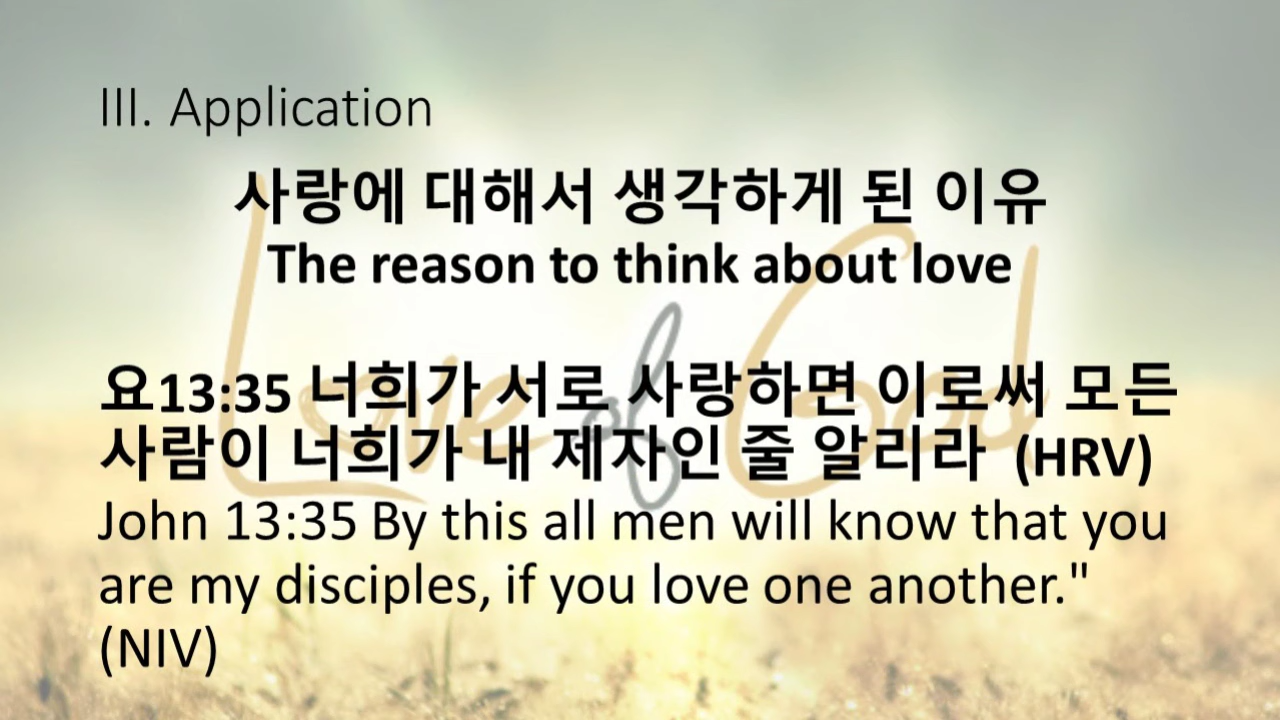 III. Application
사랑에 대해서 생각하게 된 이유
The reason to think about love
Love of God
요13:35 너희가 서로 사랑하면 이로써 모든
사람이 너희가 내 제자인 줄 알리라 (HRV)
John 13:35 By this all men will know that you
are my disciples, if you love one another."
(NIV)